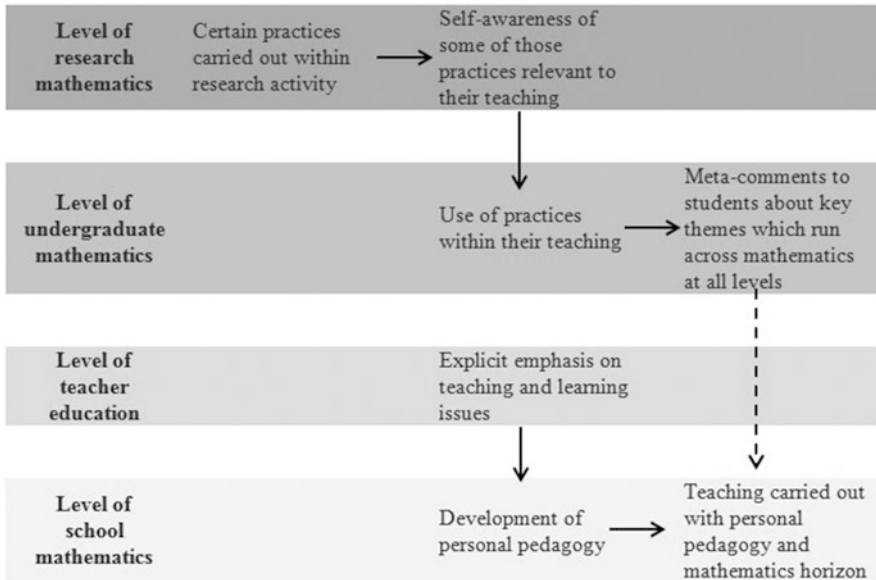 Level of
research
mathematics
Certain practices
carried out within
research activity
Self-awareness of
some of those
practices relevant to
their teaching
Level of
undergraduate
mathematics
Use of practices
within their teaching
Meta-comments to
students about key
themes which run
across mathematics
at all levels
Level of
teacher
education
Explicit emphasis on
teaching and learning
issues
Level of
school
mathematics
Development of
personal pedagogy
Teaching carried out
with personal
pedagogy and
mathematics horizon